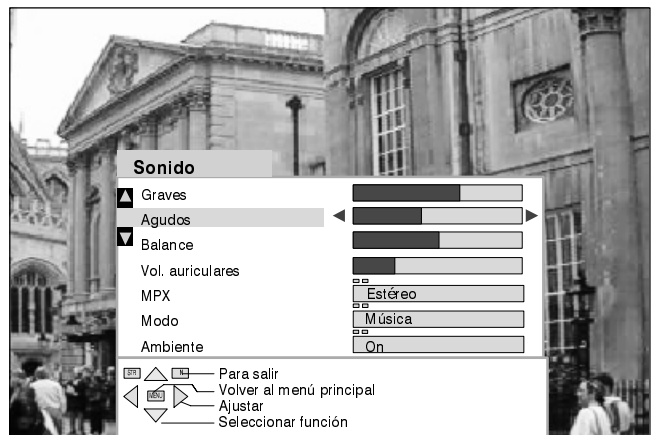 Sonido
Graves
Agudos
Balance
Vol. auriculares
MPX
Estéreo
Modo
Música
Ambiente
On
STR
Para salir
MENU
Volver al menú principal
Ajustar
Seleccionar función